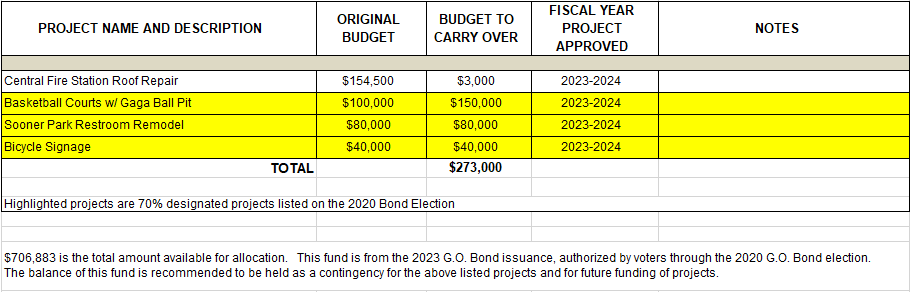 PROJECT NAME AND DESCRIPTION ORIGINAL BUDGET BUDGET TO CARRY OVER FISCAL YEAR PROJECT APPROVED NOTES
Central Fire Station Roof Repair $154,500 $3,000 2023-2024
Basketball Courts w/ Gaga Ball Pit $100,000 $150,000 2023-2024
Sooner Park Restroom Remodel $80,000 $80,000 2023-2024
Bicycle Signage $40,000 $40,000 2023-2024
TOTAL $273,000
Highlighted projects are 70% designated projects listed on the 2020 Bond Election
$706,883 is the total amount available for allocation. This fund is from the 2023 G.O. Bond issuance, authorized by voters through the 2020 G.O. Bond election.
The balance of this fund is recommended to be held as a contingency for the above listed projects and for future funding of projects.